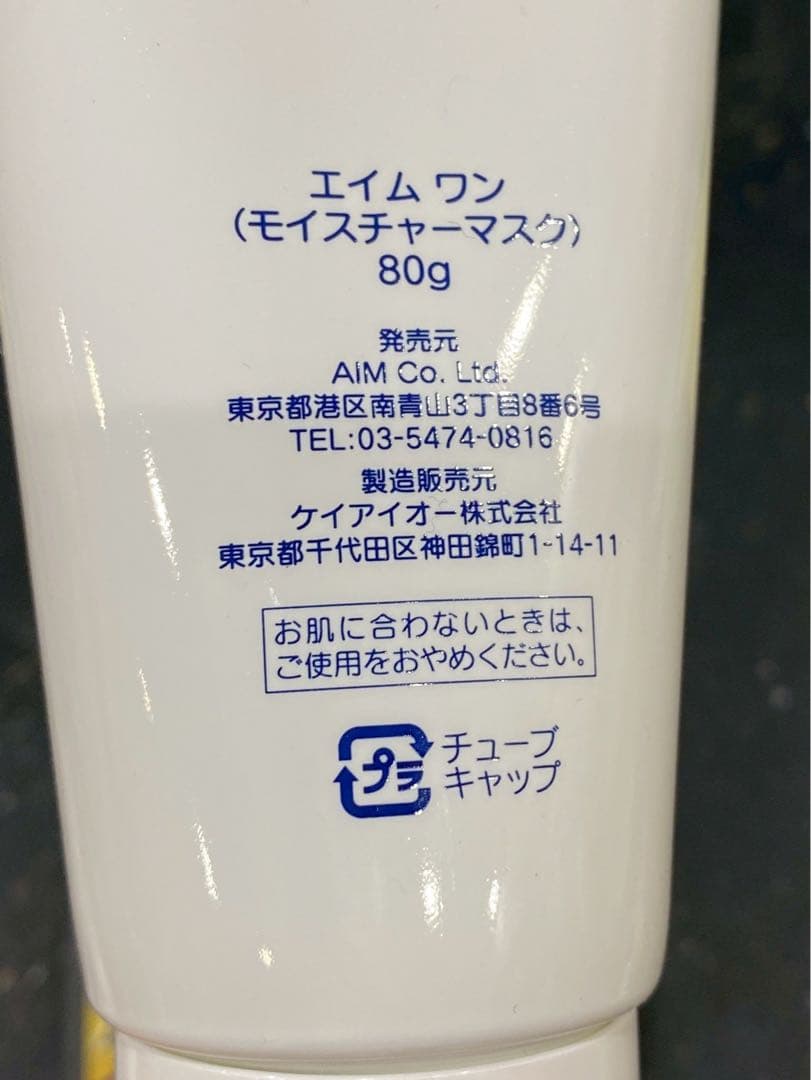 エイム ワン
(モイスチャーマスク)
80g
発売元
AIM Co. Ltd.
東京都港区南青山3丁目8番6号
TEL:03-5474-0816
製造販売元
ケイアイオー株式会社
東京都千代田区神田錦町1-14-11
お肌に合わないときは、
ご使用をおやめください。
プラ
チューブ
キャップ